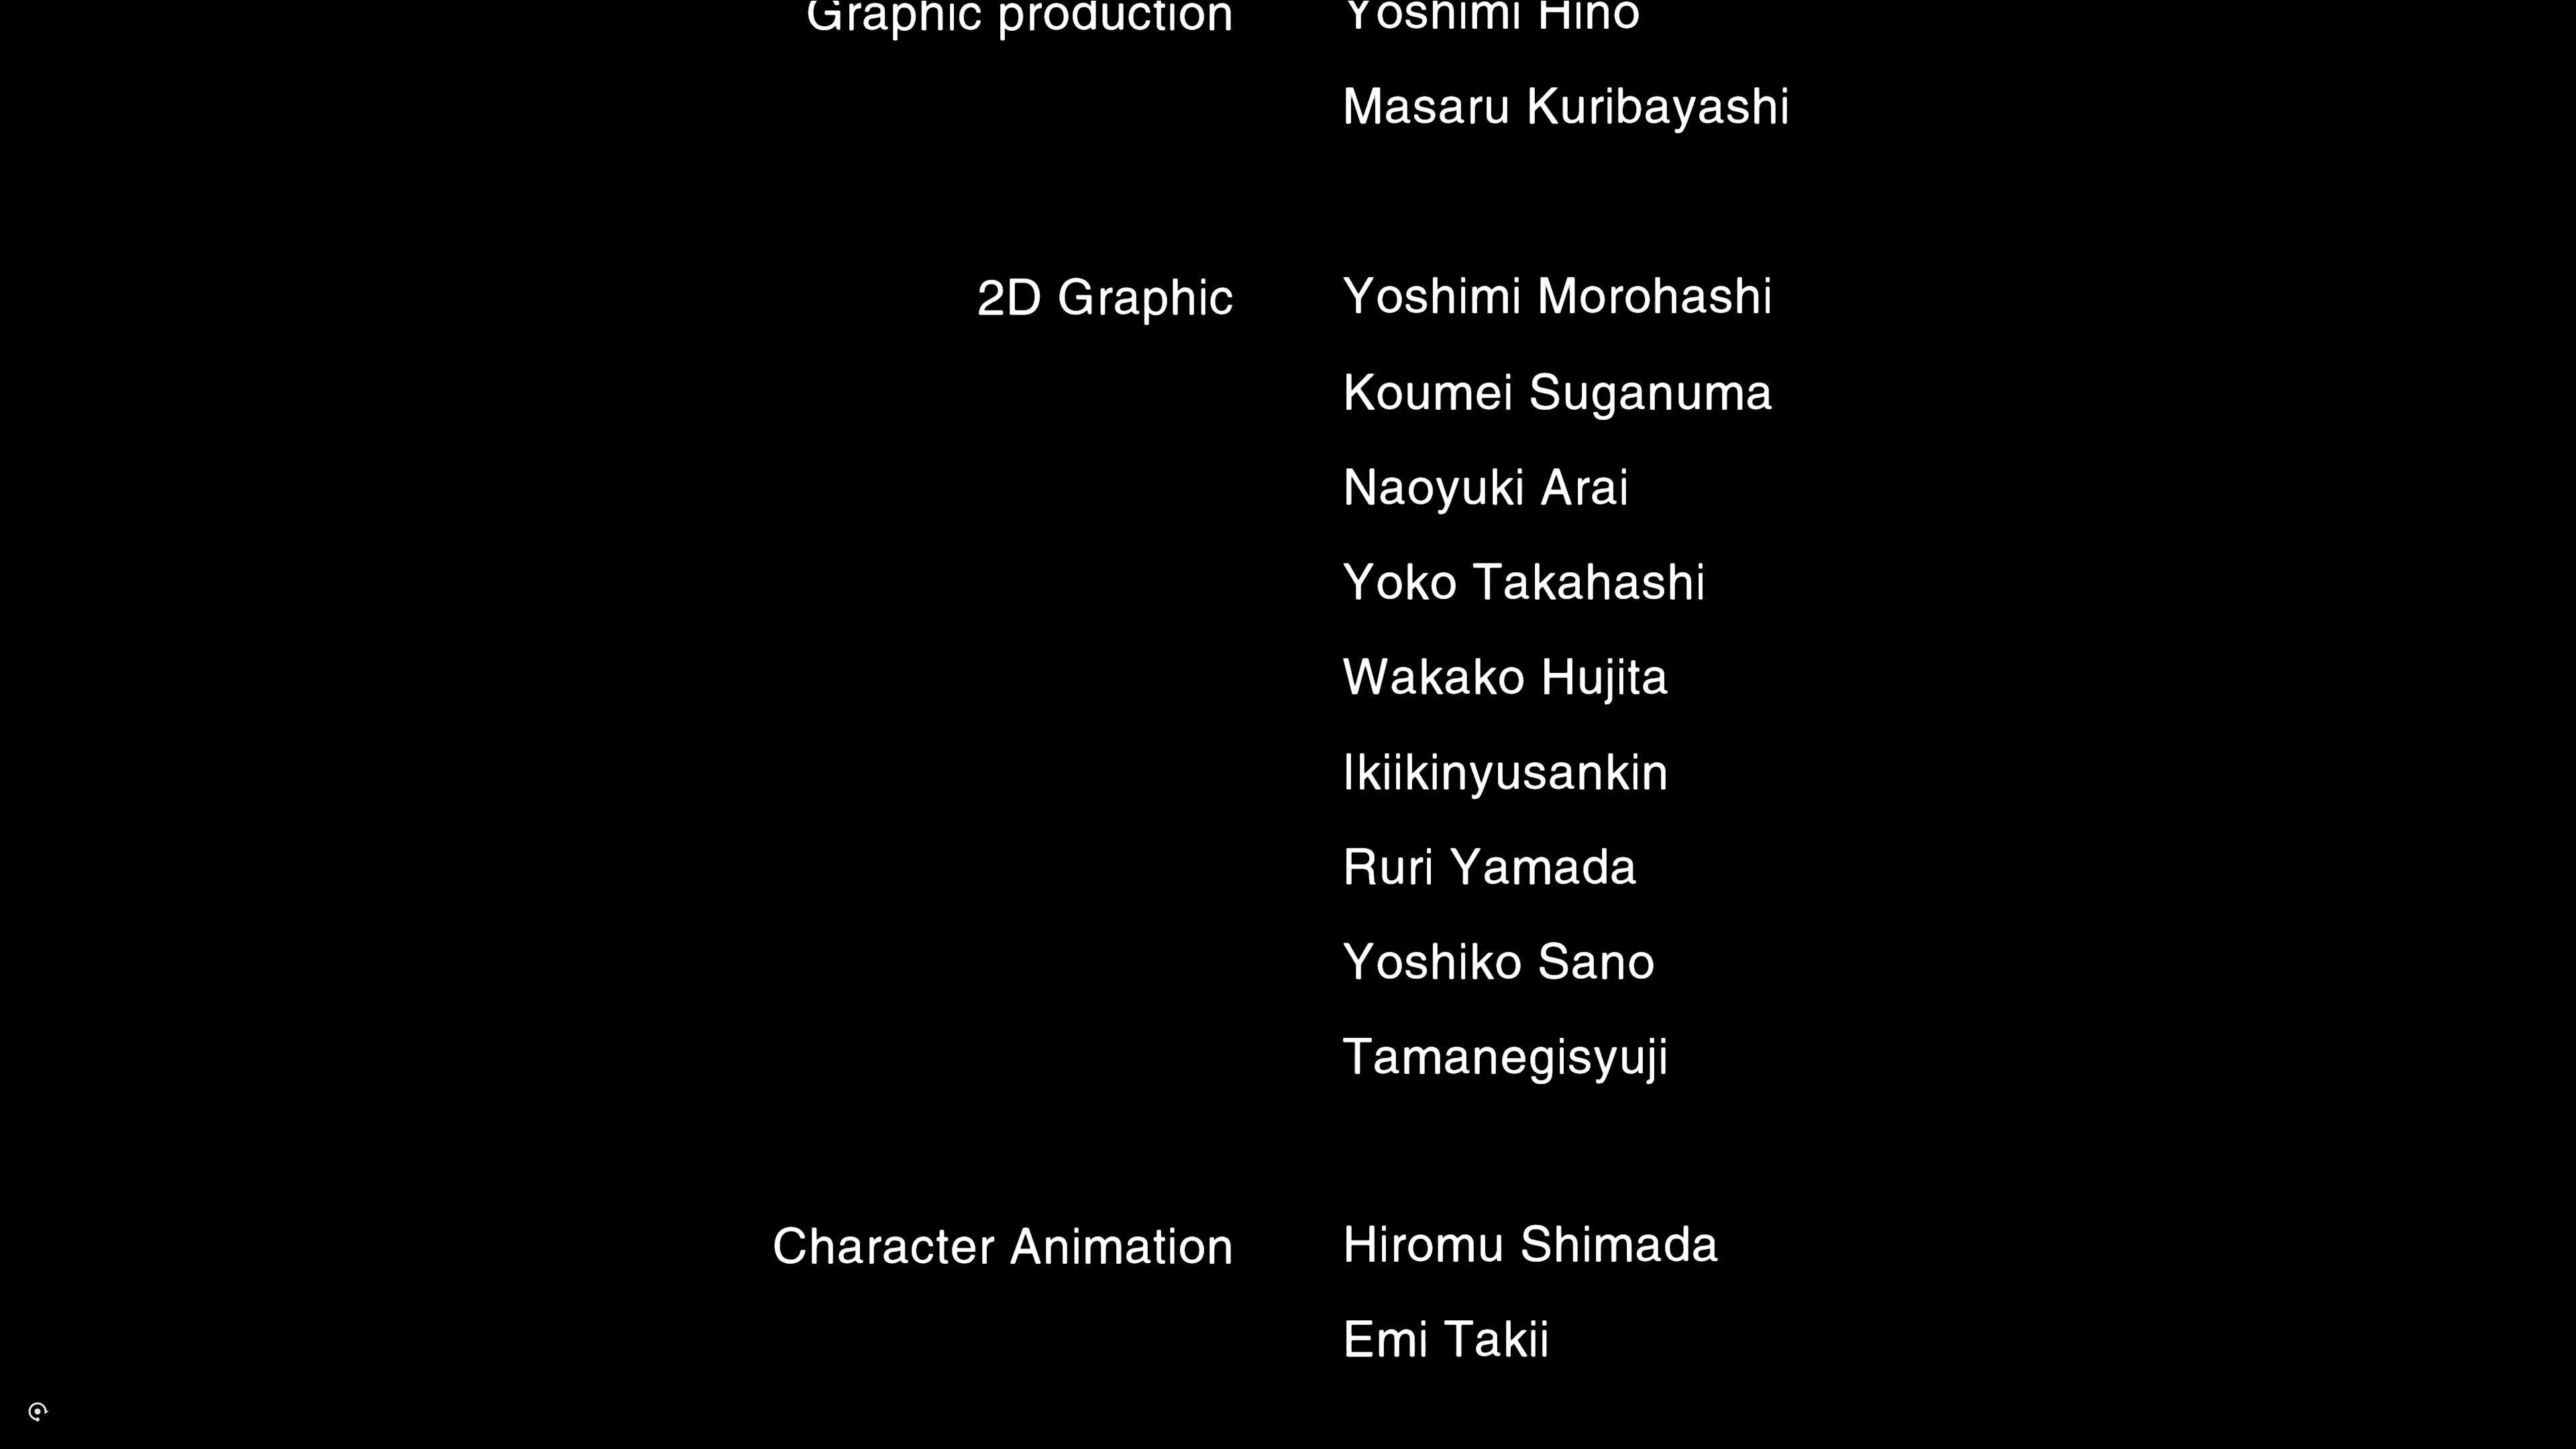 Graphic production Yoshimi Hino
Masaru Kuribayashi
2D Graphic Yoshimi Morohashi
Koumei Suganuma
Naoyuki Arai
Yoko Takahashi
Wakako Hujita
Ikiikinyusankin
Ruri Yamada
Yoshiko Sano
Tamanegisyuji
Character Animation Hiromu Shimada
Emi Takii